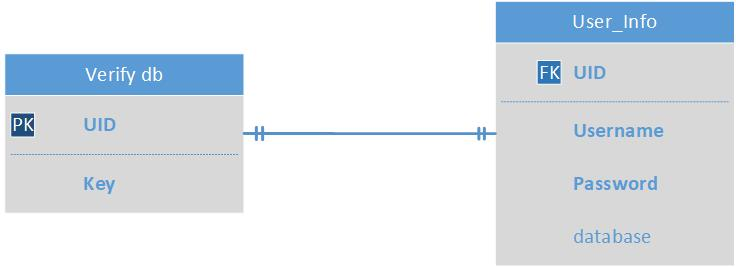 Verify db
PK UID
Key
User_Info
FK UID
Username
Password
database